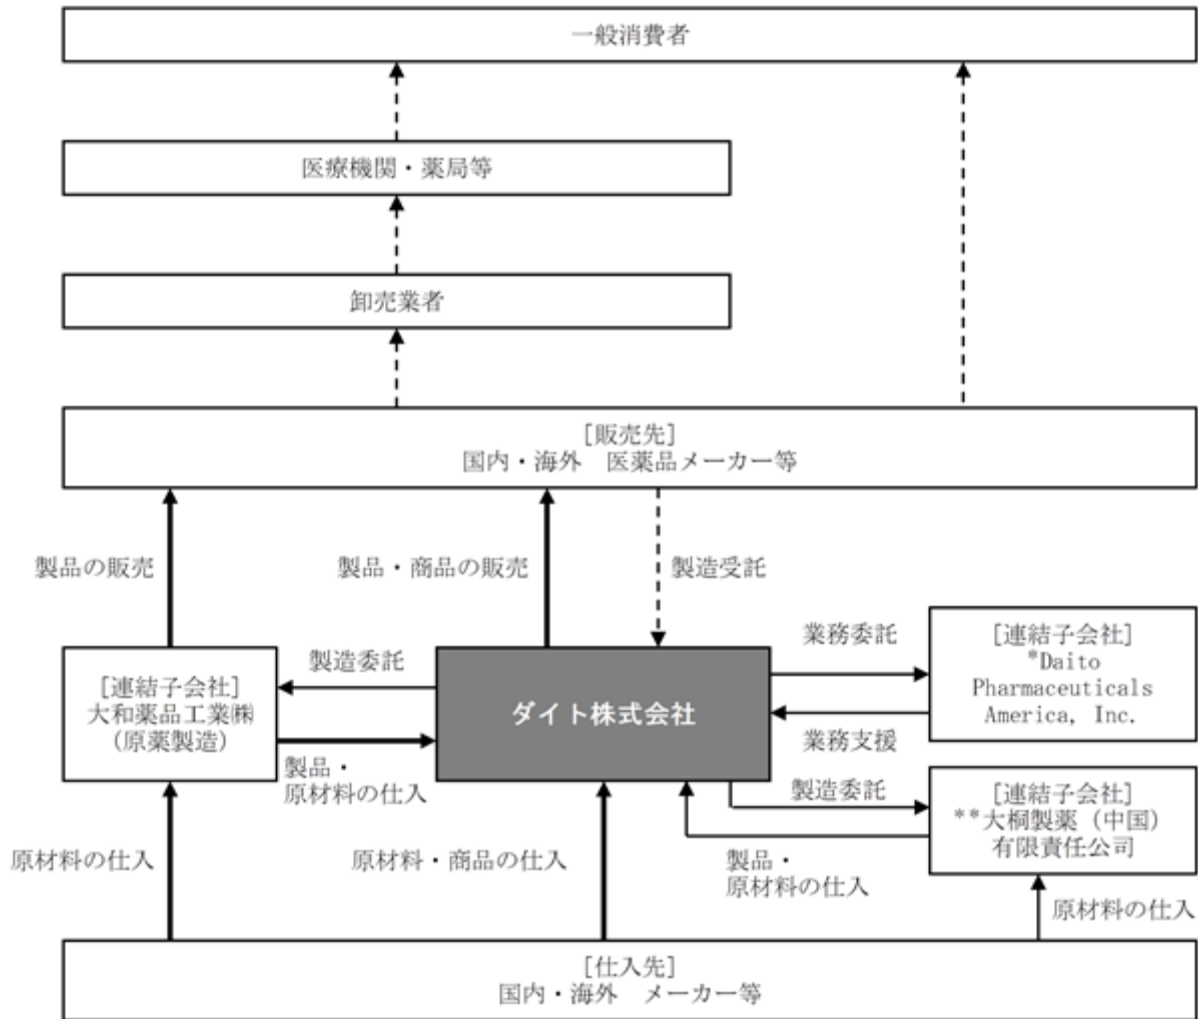 一般消費者
医療機関・薬局等
卸売業者
[販売先]
国内・海外　医薬品メーカー等
製品の販売
製品・商品の販売
製造受託
[連結子会社]
大和薬品工業㈱
（原薬製造）
製造委託
製品・
原材料の仕入
ダイト株式会社
業務委託
業務支援
[連結子会社]
*Daito
Pharmaceuticals
America, Inc.
製造委託
製品・
原材料の仕入
[連結子会社]
**大桐製薬（中国）
有限責任公司
原材料の仕入
原材料・商品の仕入
原材料の仕入
[仕入先]
国内・海外　メーカー等